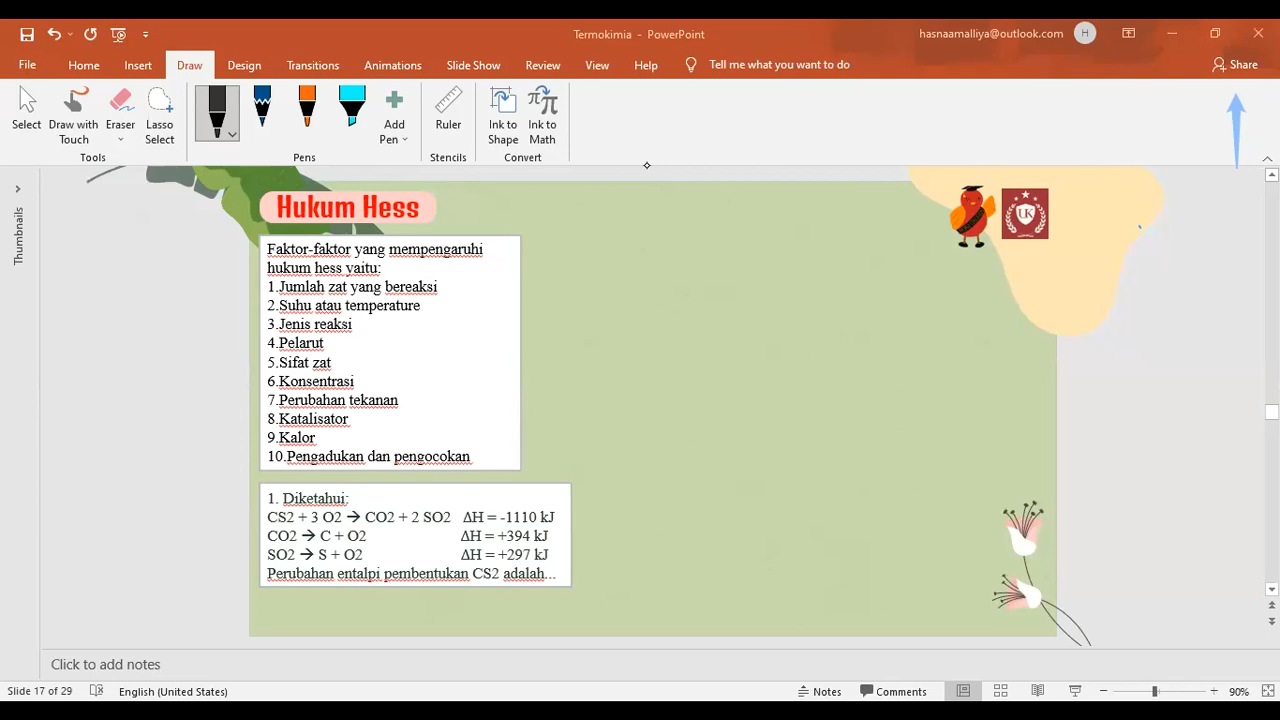 Termokimia - PowerPoint
hasnaamalliya@outlook.com
H
File Home Insert Draw Design Transitions Animations Slide Show Review View Help Tell me what you want to do Share
Select Draw with Touch Eraser Lasso Select Add Pen Ruler Ink to Shape Ink to Math
Tools Pens Stencils Convert
Thumbnails
Hukum Hess
UK
Faktor-faktor yang mempengaruhi
hukum hess yaitu:
1.Jumlah zat yang bereaksi
2.Suhu atau temperature
3.Jenis reaksi
4.Pelarut
5.Sifat zat
6.Konsentrasi
7.Perubahan tekanan
8.Katalisator
9.Kalor
10.Pengadukan dan pengocokan
1. Diketahui:
CS2 + 3 O2 → CO2 + 2 SO2 ΔH = -1110 kJ
CO2 → C + O2 ΔH = +394 kJ
SO2 → S + O2 ΔH = +297 kJ
Perubahan entalpi pembentukan CS2 adalah...
Click to add notes
Slide 17 of 29 English (United States) Notes Comments 90%